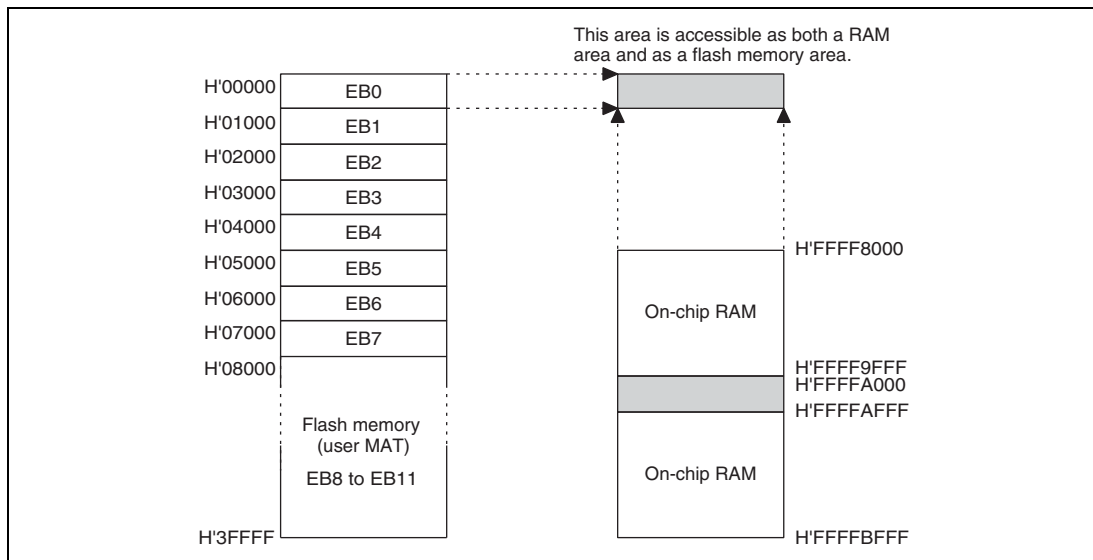 This area is accessible as both a RAM
area and as a flash memory area.
H'00000
EB0
H'01000
EB1
H'02000
EB2
H'03000
EB3
H'04000
EB4
H'05000
EB5
H'06000
EB6
H'07000
EB7
H'08000
Flash memory
(user MAT)
EB8 to EB11
H'3FFFF
H'FFFF8000
On-chip RAM
H'FFFF9FFF
H'FFFFA000
H'FFFFAFFF
On-chip RAM
H'FFFFBFFF